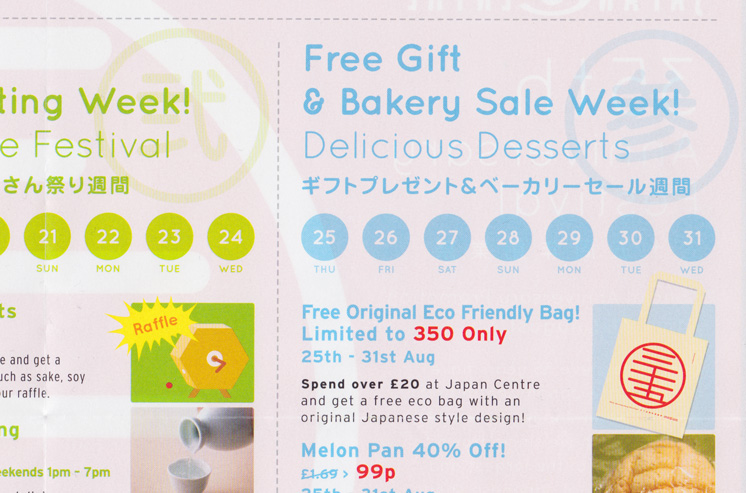 ting Week!
e Festival
さん祭り週間
21 22 23 24
SUN MON TUE WED
ts
e and get a
uch as sake, soy
our raffle.
Raffle
ng
eekends 1pm - 7pm
Free Gift
& Bakery Sale Week!
Delicious Desserts
ギフトプレゼント&ベーカリーセール週間
25 26 27 28 29 30 31
THU FRI SAT SUN MON TUE WED
Free Original Eco Friendly Bag!
Limited to 350 Only
25th - 31st Aug
Spend over £20 at Japan Centre
and get a free eco bag with an
original Japanese style design!
Melon Pan 40% Off!
£1.69 > 99p
25th - 31st Aug